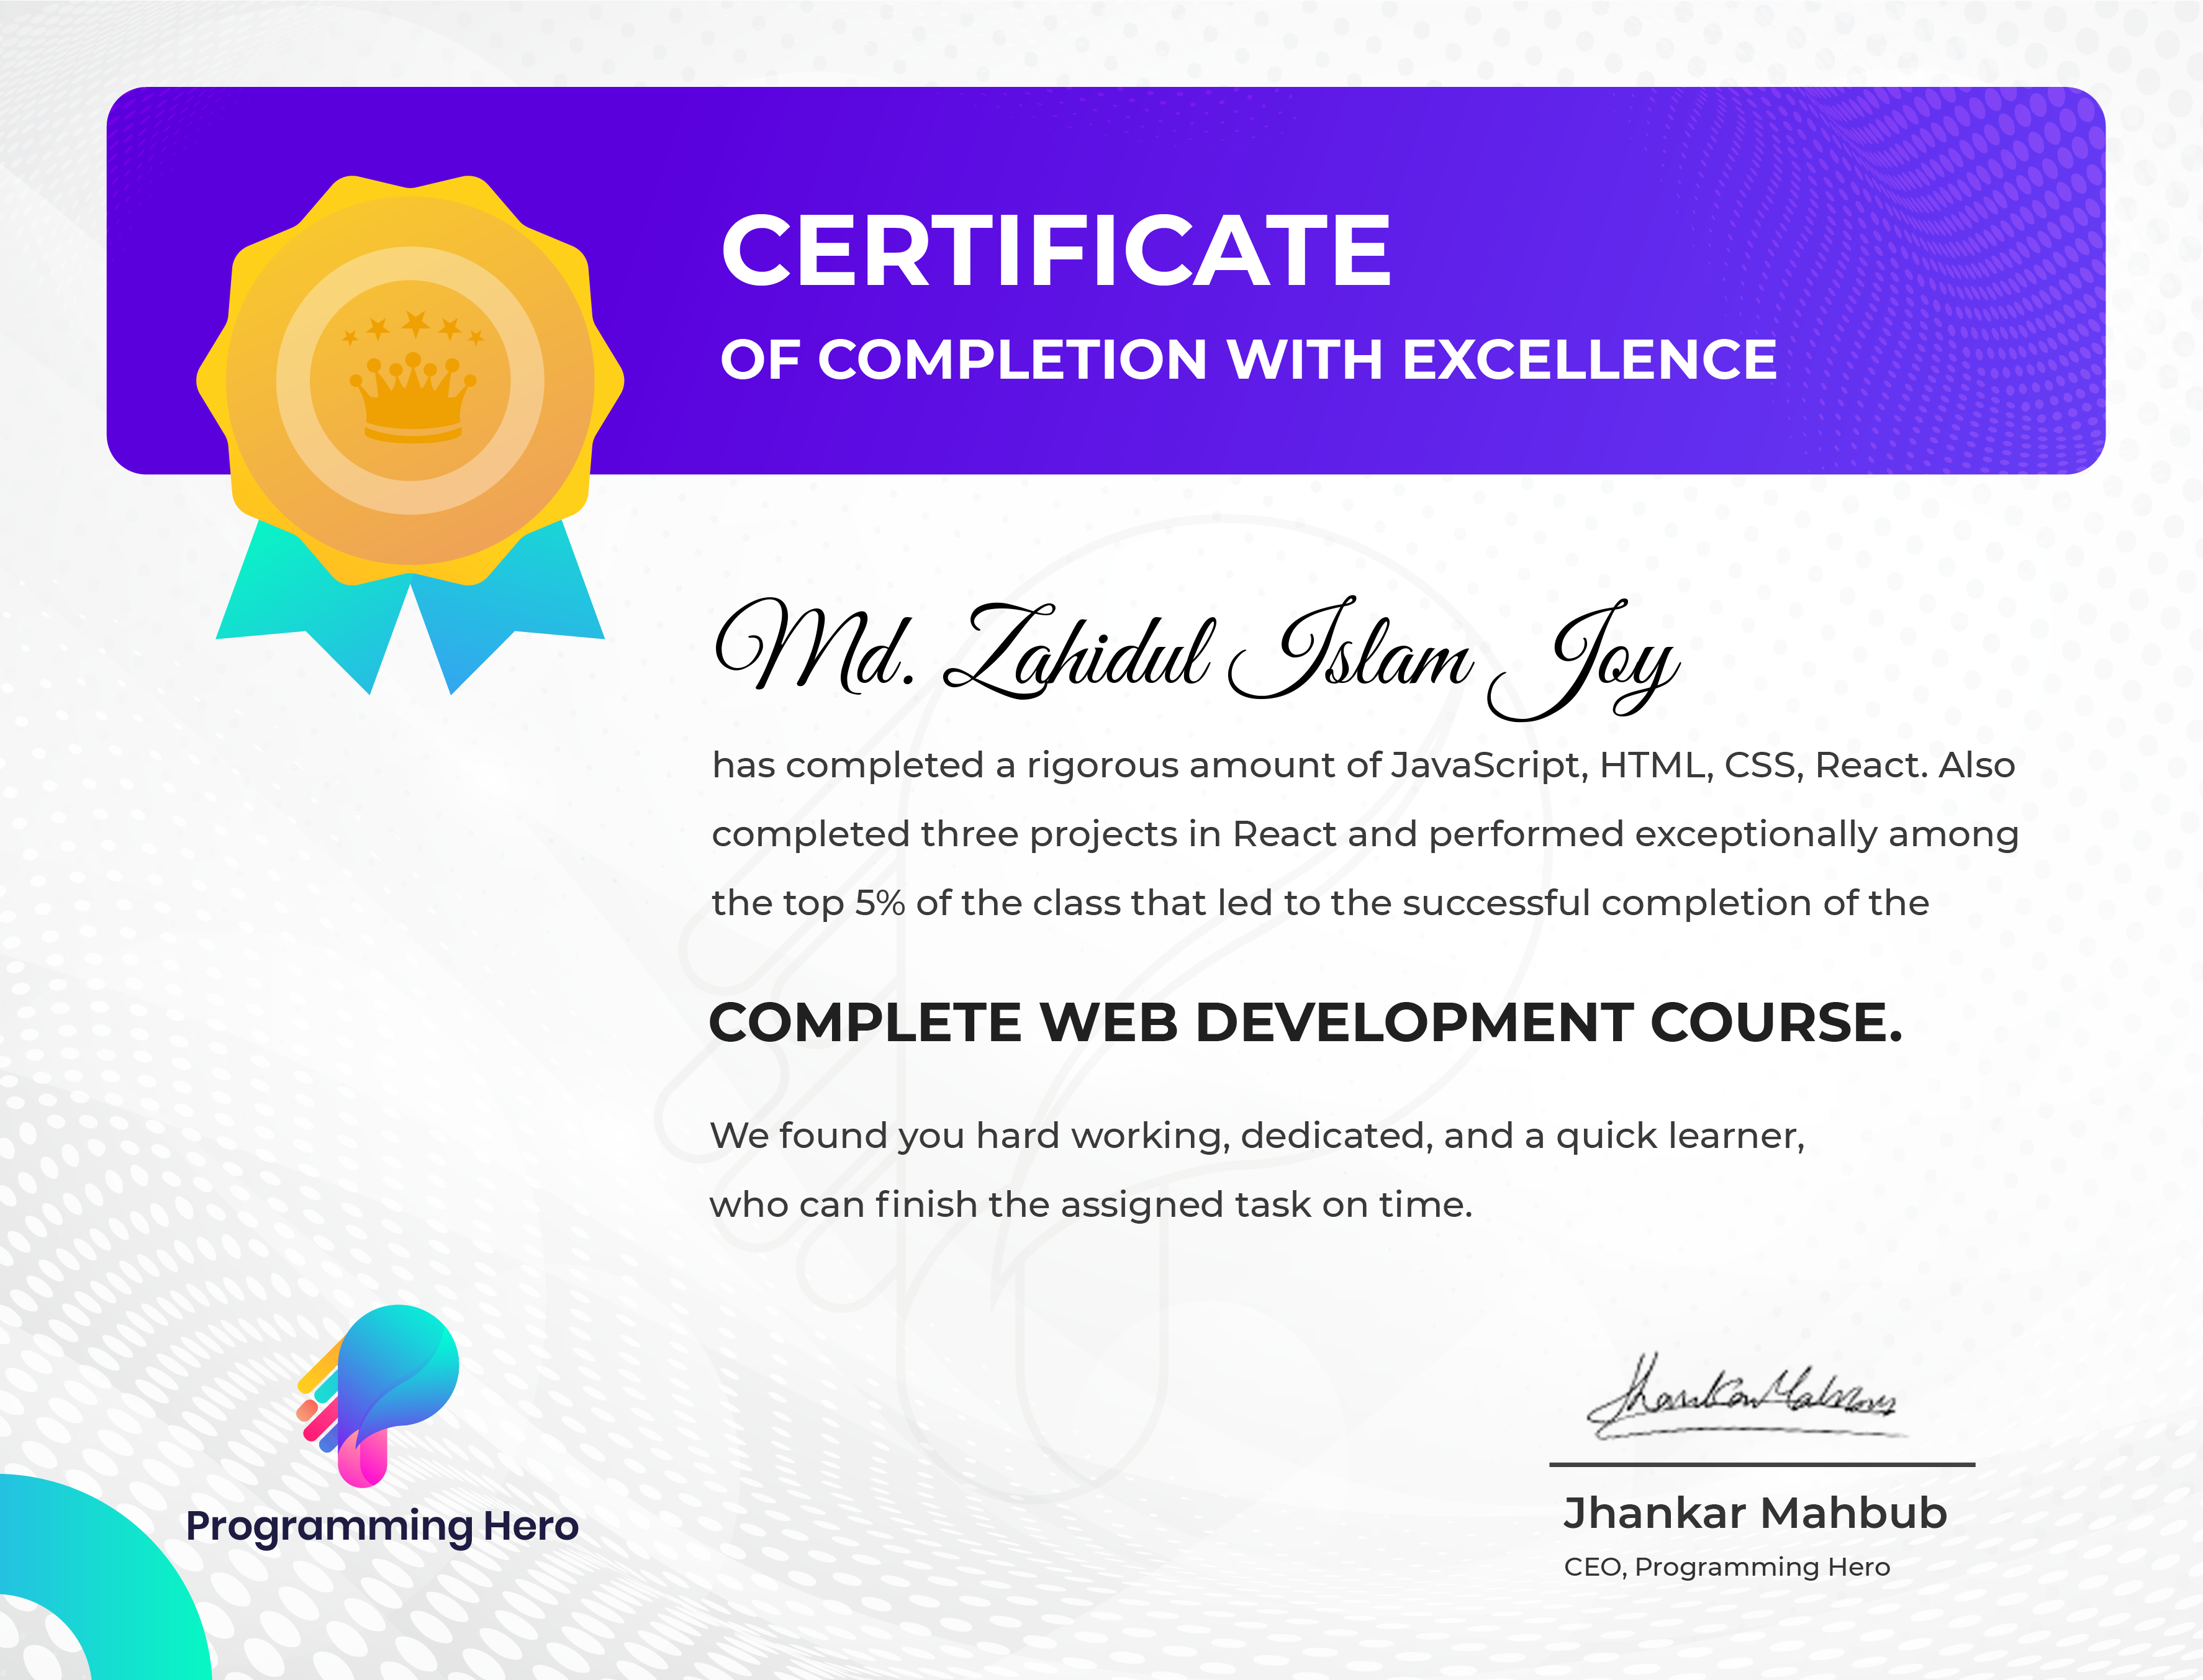 CERTIFICATE
OF COMPLETION WITH EXCELLENCE
Md. Zahidul Islam Joy
has completed a rigorous amount of JavaScript, HTML, CSS, React. Also
completed three projects in React and performed exceptionally among
the top 5% of the class that led to the successful completion of the
COMPLETE WEB DEVELOPMENT COURSE.
We found you hard working, dedicated, and a quick learner,
who can finish the assigned task on time.
Programming Hero
Jhankar Mahbub
Jhankar Mahbub
CEO, Programming Hero